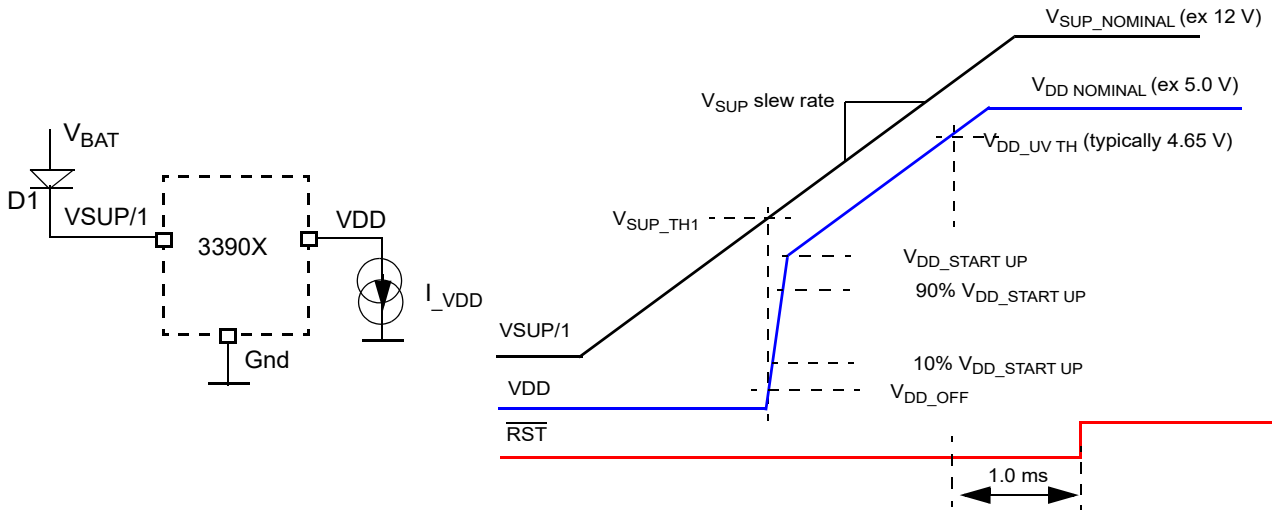 V_BAT
D1
VSUP/1
3390X
VDD
I_VDD
Gnd
V_SUP_NOMINAL (ex 12 V)
V_DD NOMINAL (ex 5.0 V)
V_SUP slew rate
V_DD_UV TH (typically 4.65 V)
V_SUP_TH1
V_DD_START UP
90% V_DD_START UP
VSUP/1
10% V_DD_START UP
VDD
V_DD_OFF
RST
1.0 ms